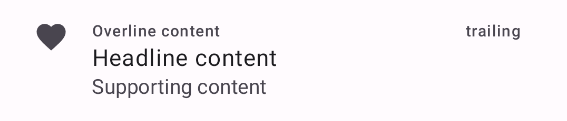 Overline content
trailing
Headline content
Supporting content